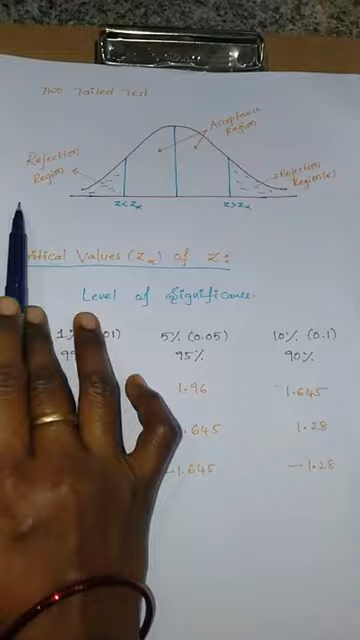 Two Tailed Test
Acceptance
Region
Rejection
Region
Rejection
Region(α)
Z<Zα
Z>Zα
Critical Values (Zα) of Z:
Level of Significance.
1% 01) 5% (0.05) 10% (0.1)
95% 90%
1.96 1.645
.645 1.28
-1.645 -1.28